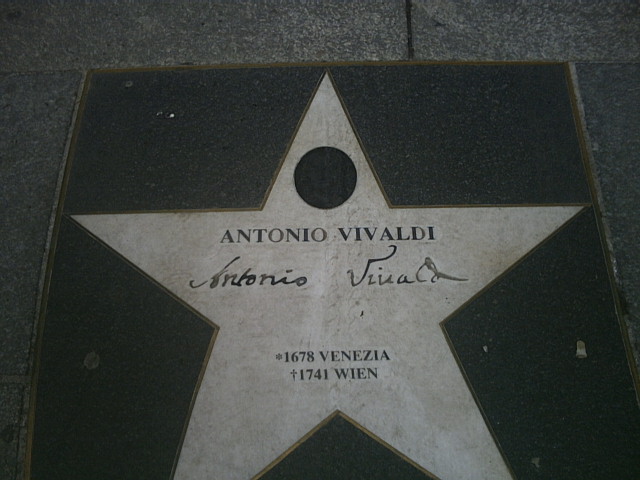 ANTONIO VIVALDI
Antonio Vivaldi
*1678 VENEZIA
†1741 WIEN